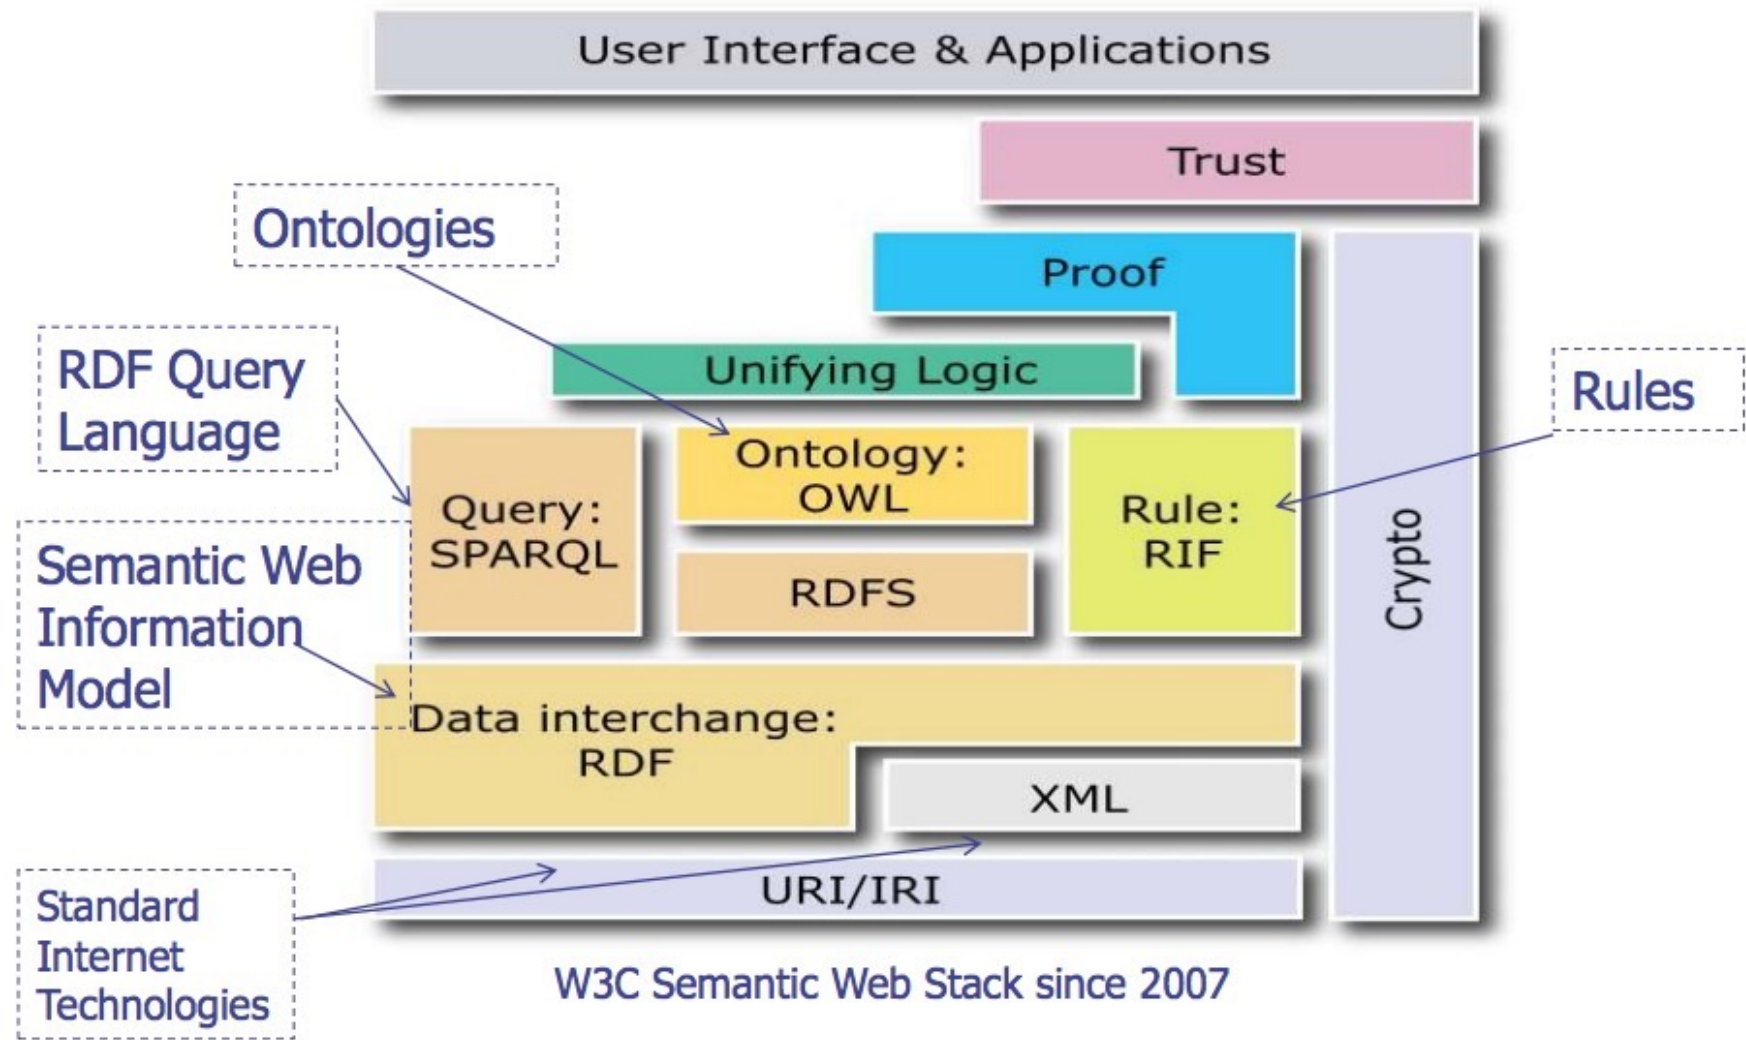 User Interface & Applications
Trust
Ontologies
Proof
RDF Query
Language
Unifying Logic
Rules
Query:
SPARQL
Ontology:
OWL
RDFS
Rule:
RIF
Crypto
Semantic Web
Information
Model
Data interchange:
RDF
XML
URI/IRI
Standard
Internet
Technologies
W3C Semantic Web Stack since 2007